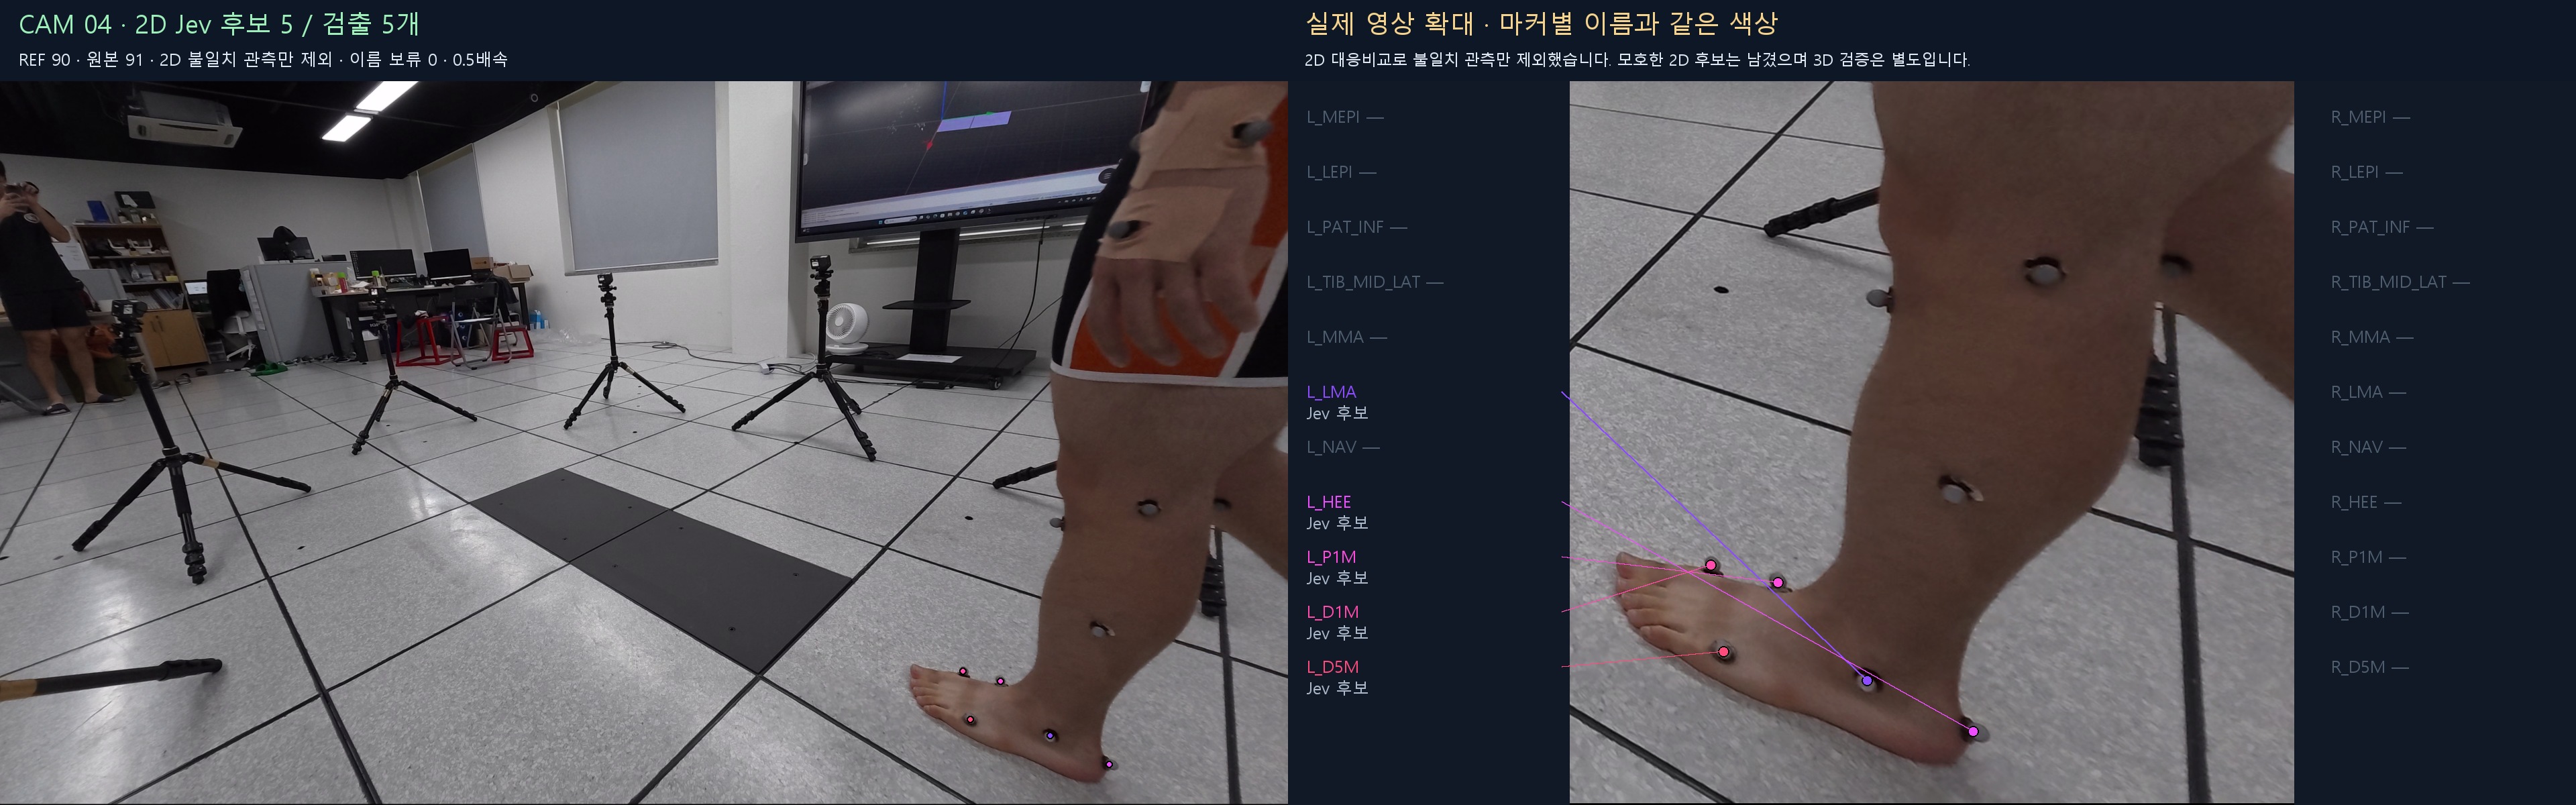 CAM 04 · 2D Jev 후보 5 / 검출 5개
REF 90 · 원본 91 · 2D 불일치 관측만 제외 · 이름 보류 0 · 0.5배속
실제 영상 확대 · 마커별 이름과 같은 색상
2D 대응비교로 불일치 관측만 제외했습니다. 모호한 2D 후보는 남겼으며 3D 검증은 별도입니다.
L_MEPI —
L_LEPI —
L_PAT_INF —
L_TIB_MID_LAT —
L_MMA —
L_LMA
Jev 후보
L_NAV —
L_HEE
Jev 후보
L_P1M
Jev 후보
L_D1M
Jev 후보
L_D5M
Jev 후보
R_MEPI —
R_LEPI —
R_PAT_INF —
R_TIB_MID_LAT —
R_MMA —
R_LMA —
R_NAV —
R_HEE —
R_P1M —
R_D1M —
R_D5M —